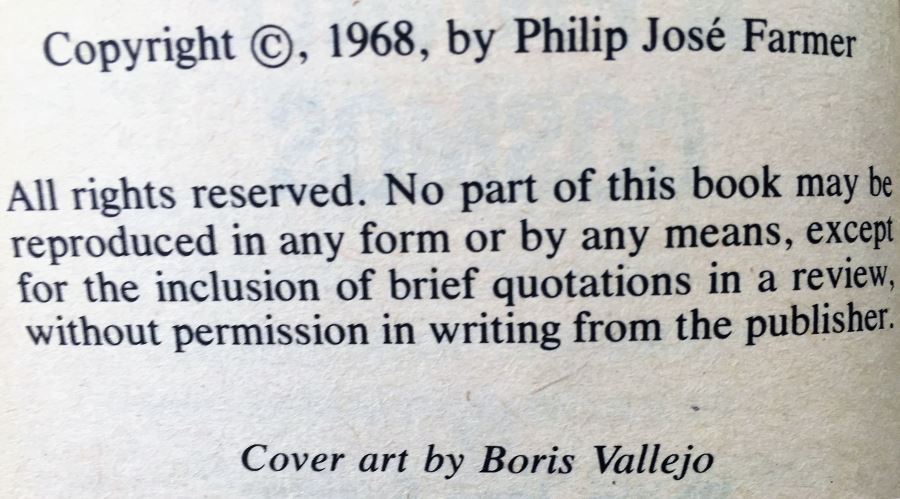 Copyright ©, 1968, by Philip José Farmer
All rights reserved. No part of this book may be
reproduced in any form or by any means, except
for the inclusion of brief quotations in a review,
without permission in writing from the publisher.
Cover art by Boris Vallejo